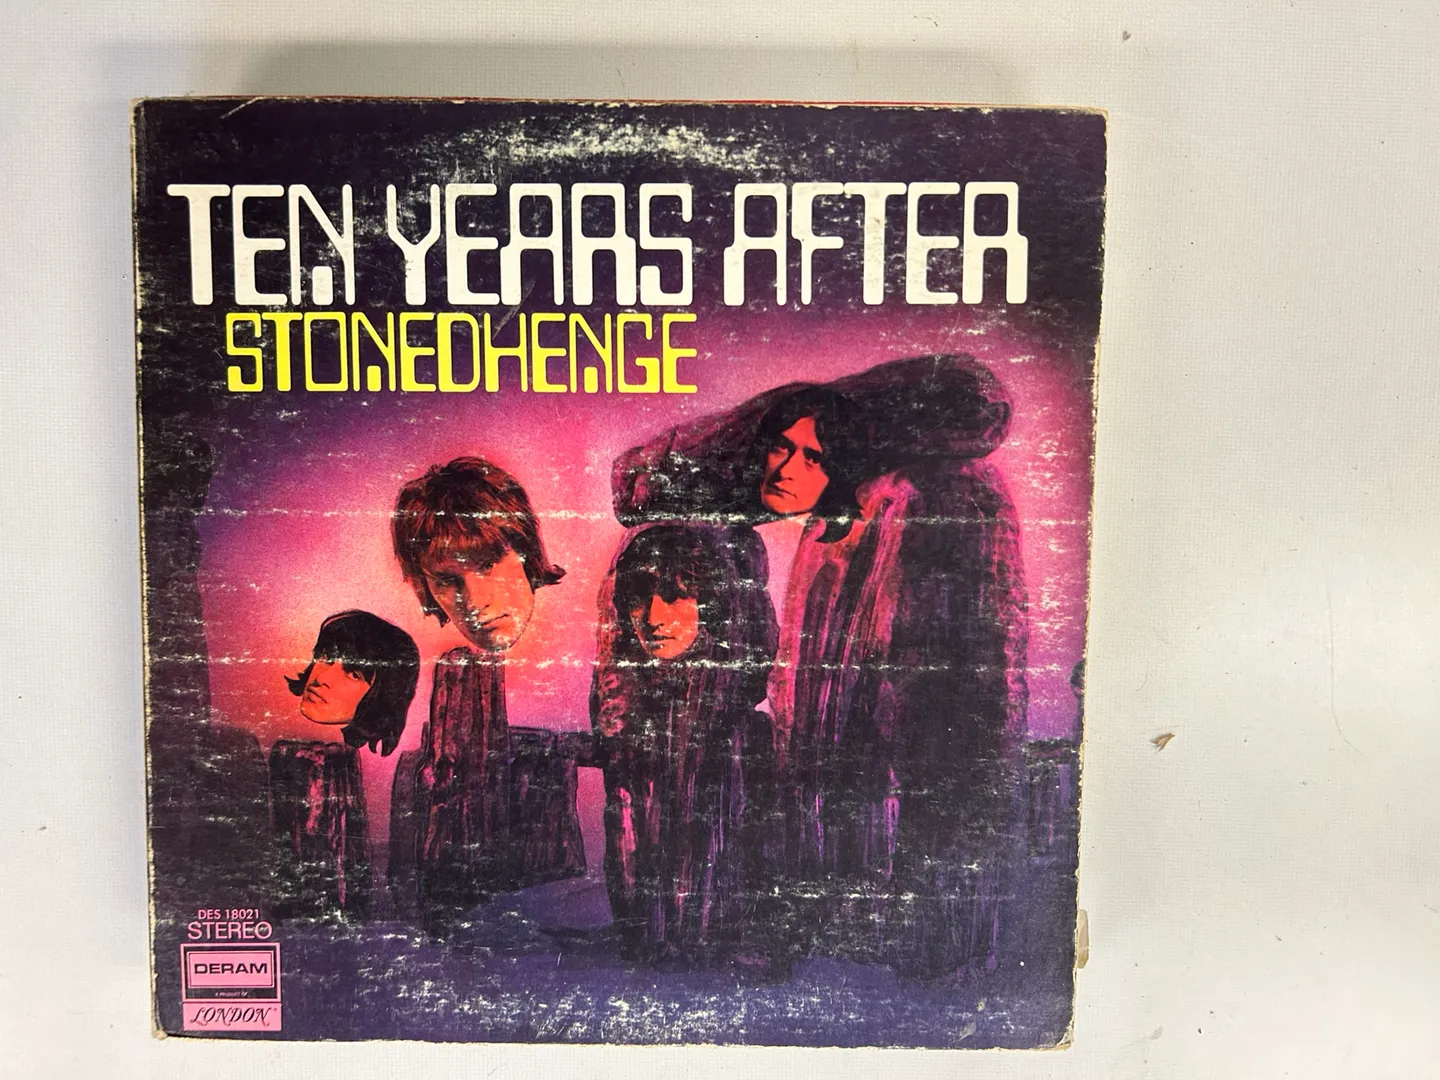 TEN YEARS AFTER
STONEDHENGE
DES 18021
STEREO
DERAM
A PRODUCT OF
LONDON